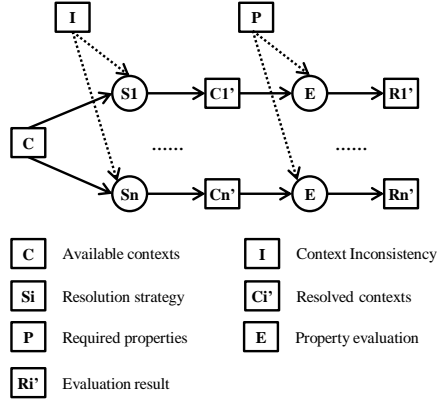 I P
S1 C1' E R1'
C
...... ......
Sn Cn' E Rn'
C Available contexts I Context Inconsistency
Si Resolution strategy Ci' Resolved contexts
P Required properties E Property evaluation
Ri' Evaluation result